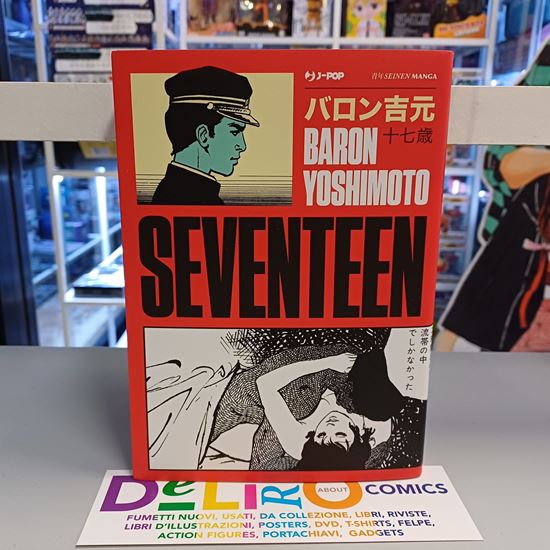 J-POP
青年 SEINEN MANGA
バロン吉元
十七歳
BARON
YOSHIMOTO
SEVENTEEN
流帯の中
でしかなかった
DeLiRO ABOUT COMICS
FUMETTI NUOVI, USATI, DA COLLEZIONE, LIBRI, RIVISTE,
LIBRI D'ILLUSTRAZIONI, POSTERS, DVD, T-SHIRTS, FELPE,
ACTION FIGURES, PORTACHIAVI, GADGETS